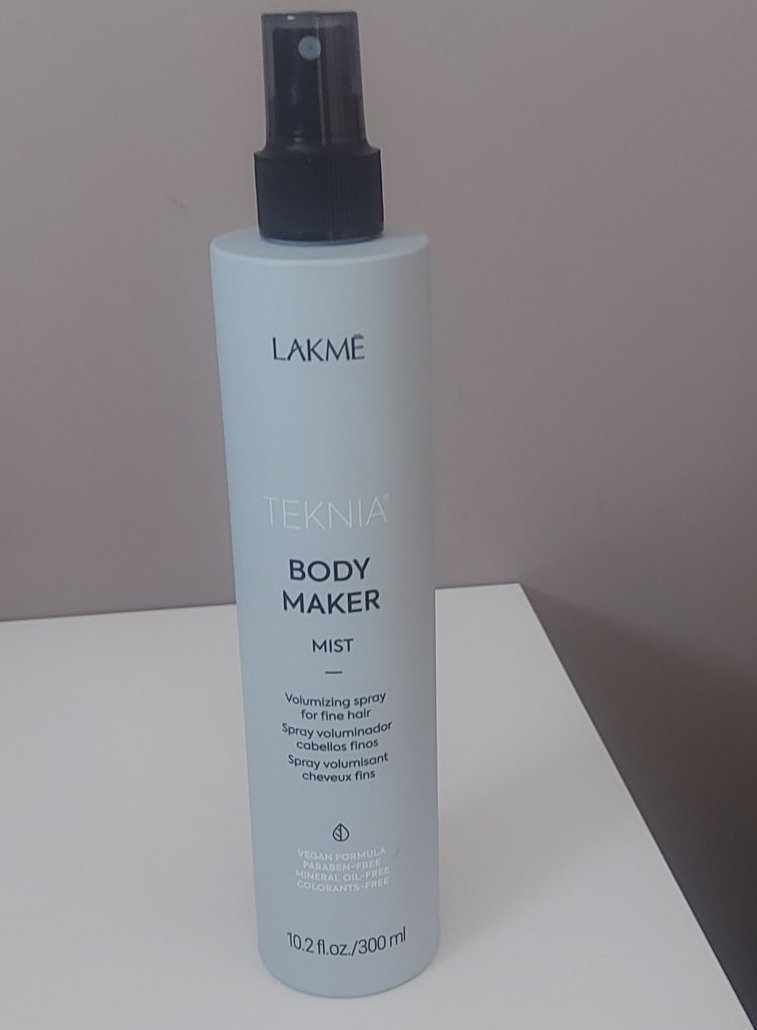 LAKMĒ
TEKNIA®
BODY
MAKER
MIST
Volumizing spray
for fine hair
Spray voluminador
cabellos finos
Spray volumisant
cheveux fins
VEGAN FORMULA
PARABEN-FREE
MINERAL OIL-FREE
COLORANTS-FREE
10.2 fl.oz./300 ml